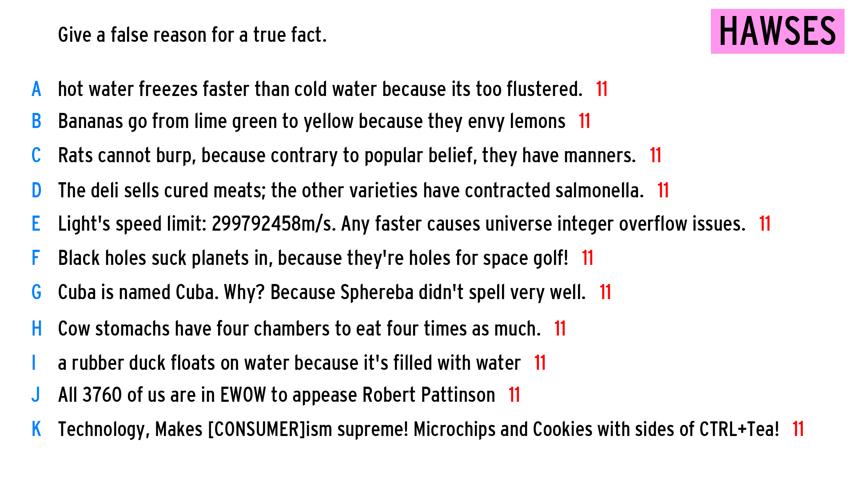 Give a false reason for a true fact.
HAWSES
A hot water freezes faster than cold water because its too flustered. 11
B Bananas go from lime green to yellow because they envy lemons 11
C Rats cannot burp, because contrary to popular belief, they have manners. 11
D The deli sells cured meats; the other varieties have contracted salmonella. 11
E Light's speed limit: 299792458m/s. Any faster causes universe integer overflow issues. 11
F Black holes suck planets in, because they're holes for space golf! 11
G Cuba is named Cuba. Why? Because Sphereba didn't spell very well. 11
H Cow stomachs have four chambers to eat four times as much. 11
I a rubber duck floats on water because it's filled with water 11
J All 3760 of us are in EWOW to appease Robert Pattinson 11
K Technology, Makes [CONSUMER]ism supreme! Microchips and Cookies with sides of CTRL+Tea! 11